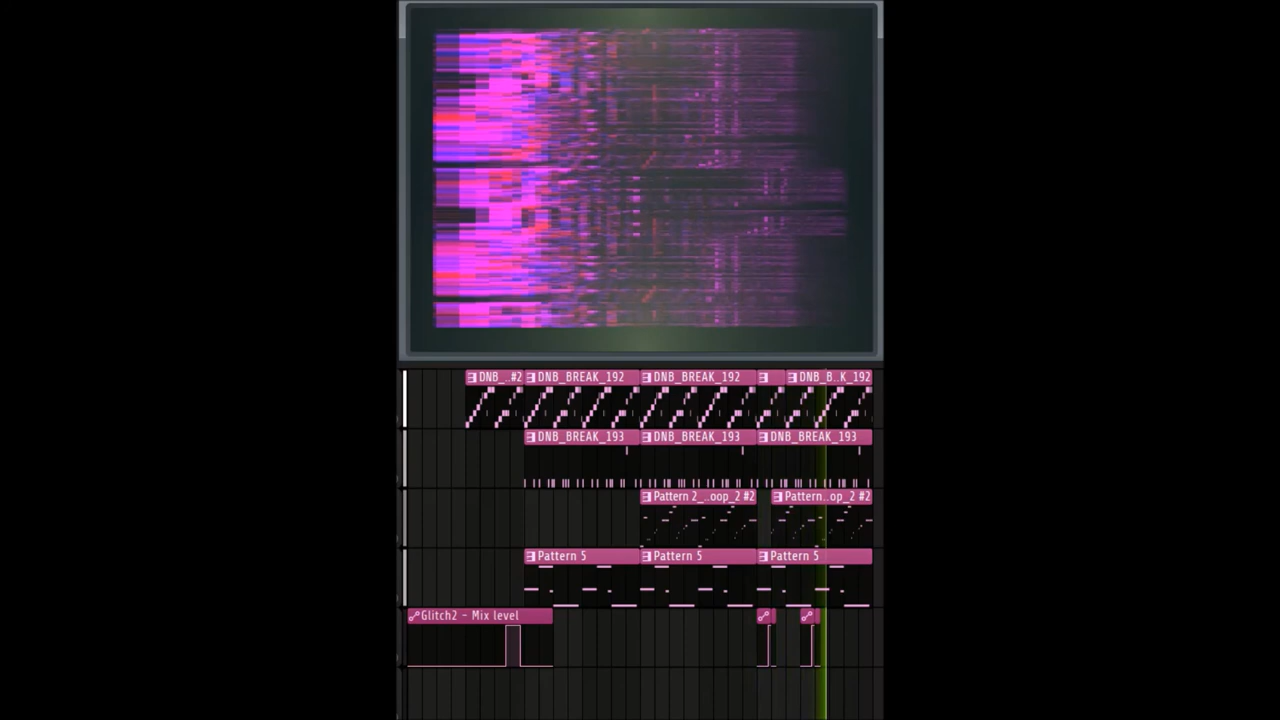 DNB_..#2 DNB_BREAK_192 DNB_BREAK_192 DNB_B..K_192
DNB_BREAK_193 DNB_BREAK_193 DNB_BREAK_193
Pattern 2_..oop_2 #2 Pattern..op_2 #2
Pattern 5 Pattern 5 Pattern 5
Glitch2 - Mix level